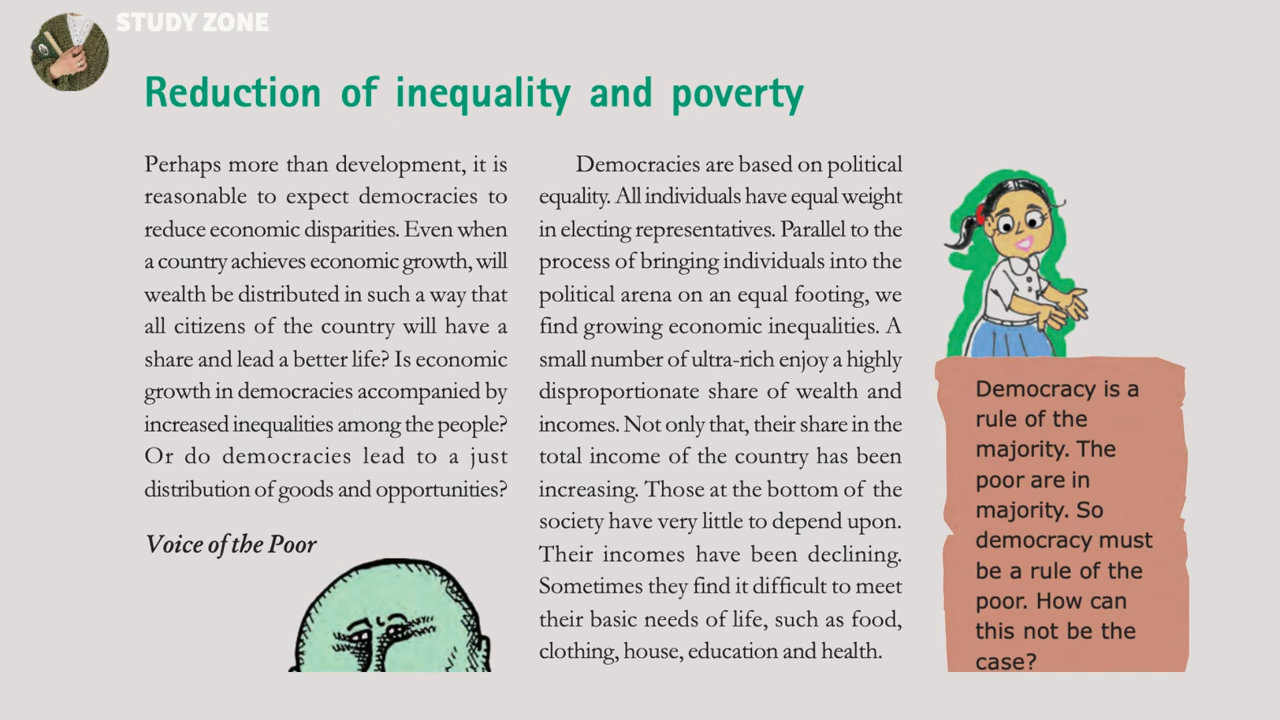 STUDY ZONE
Reduction of inequality and poverty
Perhaps more than development, it is
reasonable to expect democracies to
reduce economic disparities. Even when
a country achieves economic growth, will
wealth be distributed in such a way that
all citizens of the country will have a
share and lead a better life? Is economic
growth in democracies accompanied by
increased inequalities among the people?
Or do democracies lead to a just
distribution of goods and opportunities?
Voice of the Poor
Democracies are based on political
equality. All individuals have equal weight
in electing representatives. Parallel to the
process of bringing individuals into the
political arena on an equal footing, we
find growing economic inequalities. A
small number of ultra-rich enjoy a highly
disproportionate share of wealth and
incomes. Not only that, their share in the
total income of the country has been
increasing. Those at the bottom of the
society have very little to depend upon.
Their incomes have been declining.
Sometimes they find it difficult to meet
their basic needs of life, such as food,
clothing, house, education and health.
Democracy is a
rule of the
majority. The
poor are in
majority. So
democracy must
be a rule of the
poor. How can
this not be the
case?